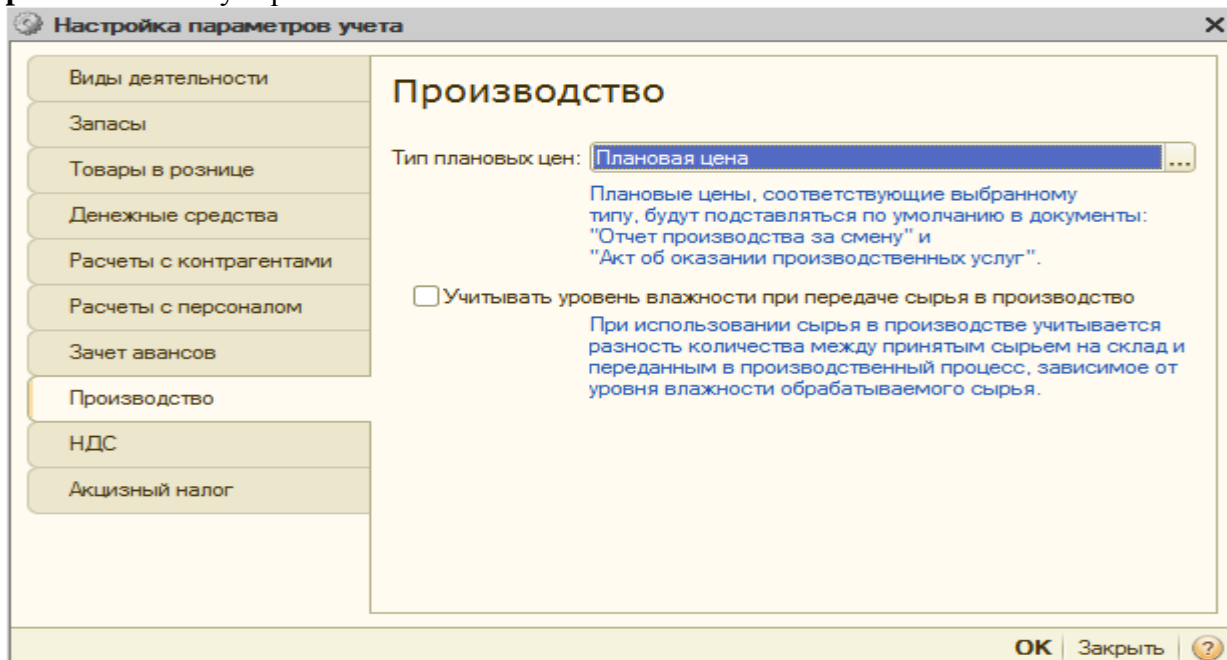 Настройка параметров учета
Виды деятельности
Запасы
Товары в рознице
Денежные средства
Расчеты с контрагентами
Расчеты с персоналом
Зачет авансов
Производство
НДС
Акцизный налог
Производство
Тип плановых цен: Плановая цена ...
Плановые цены, соответствующие выбранному
типу, будут подставляться по умолчанию в документы:
"Отчет производства за смену" и
"Акт об оказании производственных услуг".
Учитывать уровень влажности при передаче сырья в производство
При использовании сырья в производстве учитывается
разность количества между принятым сырьем на склад и
переданным в производственный процесс, зависимое от
уровня влажности обрабатываемого сырья.
OK Закрыть ?